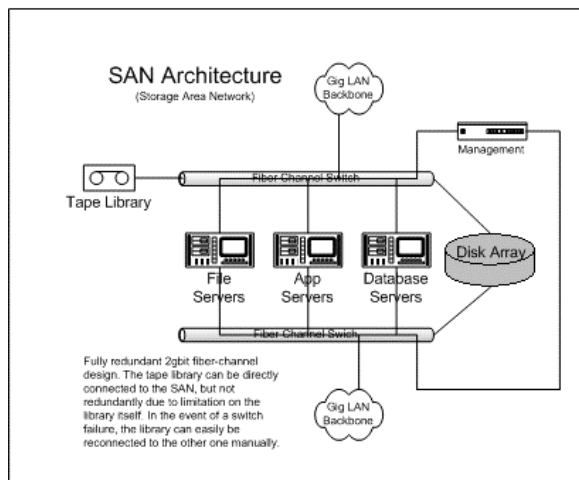 SAN Architecture
(Storage Area Network)
Gig LAN
Backbone
Management
Fiber Channel Switch
Tape Library
File
Servers
App
Servers
Database
Servers
Disk Array
Fiber-Channel Swich
Fully redundant 2gbit fiber-channel
design. The tape library can be directly
connected to the SAN, but not
redundantly due to limitation on the
library itself. In the event of a switch
failure, the library can easily be
reconnected to the other one manually.
Gig LAN
Backbone